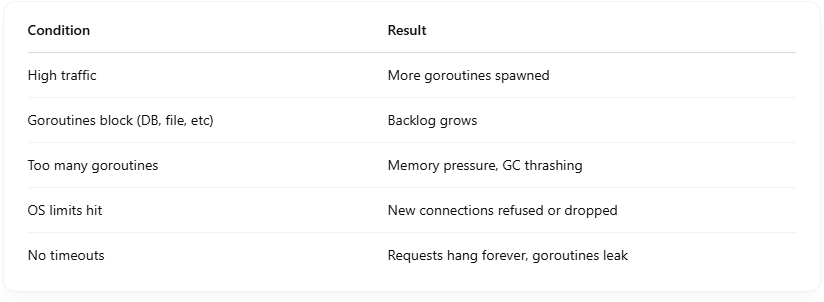 Condition Result
High traffic More goroutines spawned
Goroutines block (DB, file, etc) Backlog grows
Too many goroutines Memory pressure, GC thrashing
OS limits hit New connections refused or dropped
No timeouts Requests hang forever, goroutines leak